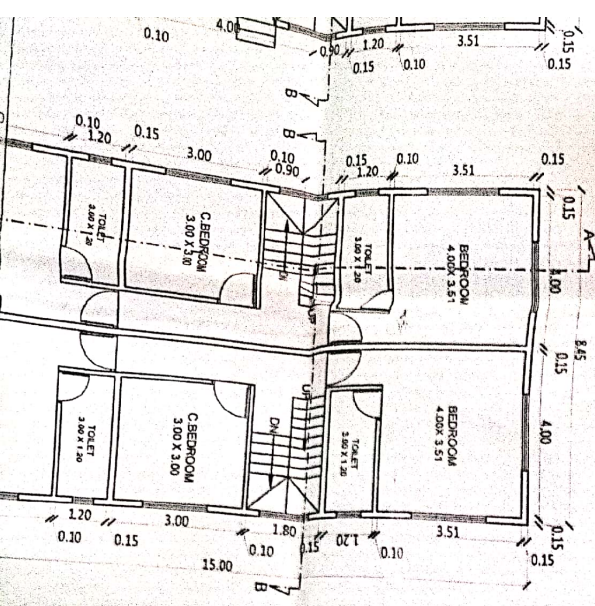 4.00
0.10
0.90
1.20
3.51
0.15
0.15
0.10
0.15
B
B
0.10
1.20
0.15
3.00
0.10
0.90
0.15
1.20
0.10
3.51
0.15
0.15
A
TOILET
3.00 X 1.20
C.BEDROOM
3.00 X 3.00
DN
UP
TOILET
3.00 X 1.20
BEDROOM
4.00X 3.51
4.00
8.45
0.15
TOILET
3.00 X 1.20
C.BEDROOM
3.00 X 3.00
DN
UP
TOILET
3.00 X 1.20
BEDROOM
4.00X 3.51
4.00
1.20
3.00
1.80
0.15
1.20
3.51
0.15
0.10
0.15
0.10
0.10
0.15
15.00
B